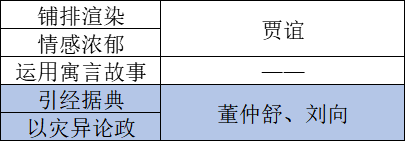 铺排渲染
贾谊
情感浓郁
运用寓言故事
——
引经据典
董仲舒、刘向
以灾异论政